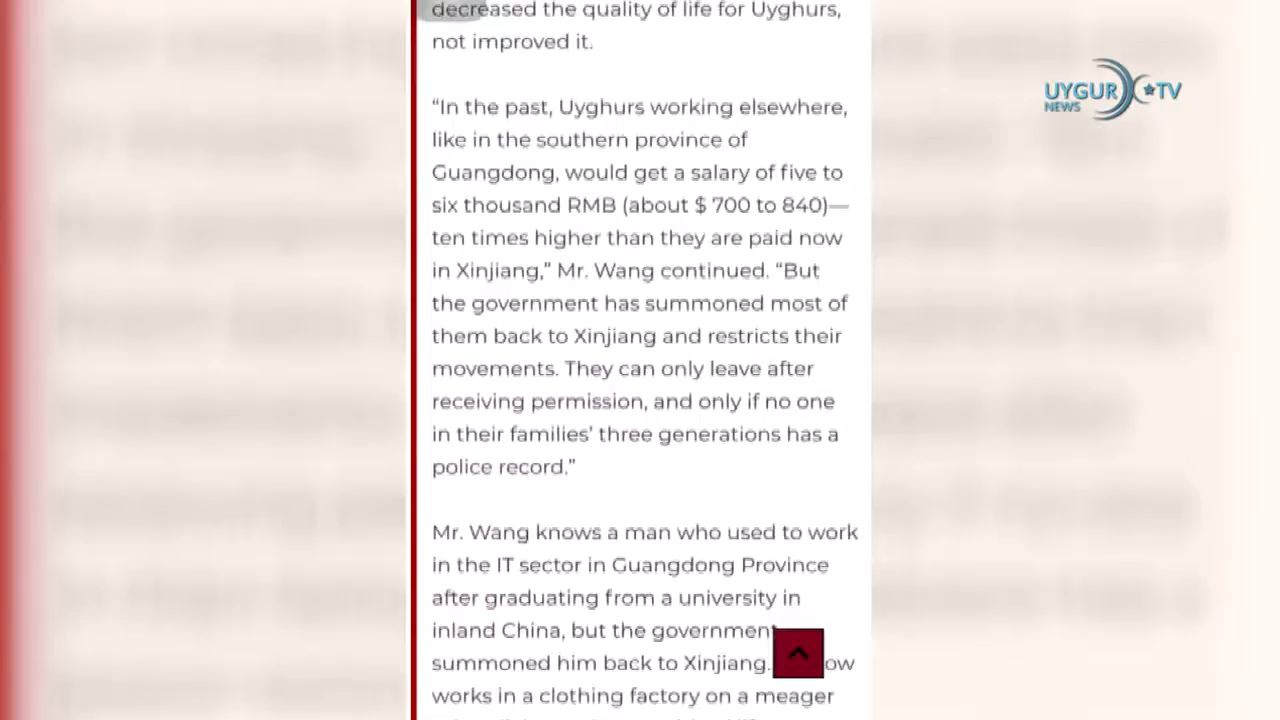 decreased the quality of life for Uyghurs,
not improved it.
“In the past, Uyghurs working elsewhere,
like in the southern province of
Guangdong, would get a salary of five to
six thousand RMB (about $ 700 to 840)—
ten times higher than they are paid now
in Xinjiang,” Mr. Wang continued. “But
the government has summoned most of
them back to Xinjiang and restricts their
movements. They can only leave after
receiving permission, and only if no one
in their families’ three generations has a
police record.”
Mr. Wang knows a man who used to work
in the IT sector in Guangdong Province
after graduating from a university in
inland China, but the government
summoned him back to Xinjiang.
works in a clothing factory on a meager
UYGUR TV
NEWS